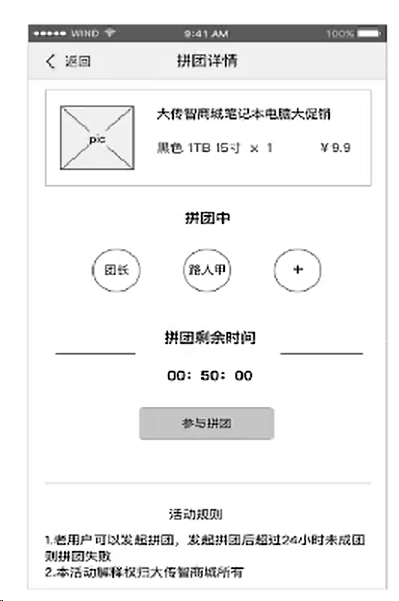 WIND 9:41 AM 100%
返回 拼团详情
大传智商城笔记本电脑大促销
pic
黑色 1TB 15寸 x 1 ￥9.9
拼团中
团长 路人甲 +
拼团剩余时间
00：50：00
参与拼团
活动规则
1.老用户可以发起拼团，发起拼团后超过24小时未成团
则拼团失败
2.本活动解释权归大传智商城所有